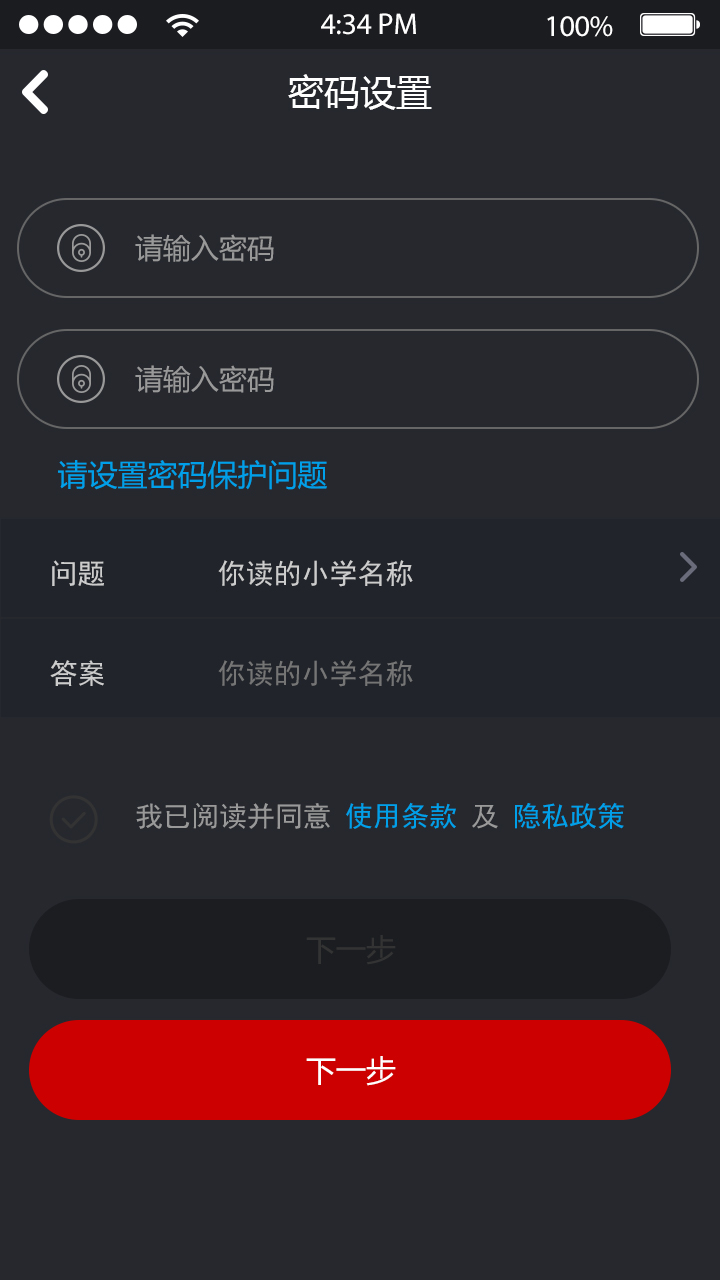 4:34 PM 100%
密码设置
请输入密码
请输入密码
请设置密码保护问题
问题 你读的小学名称
答案 你读的小学名称
我已阅读并同意 使用条款 及 隐私政策
下一步
下一步